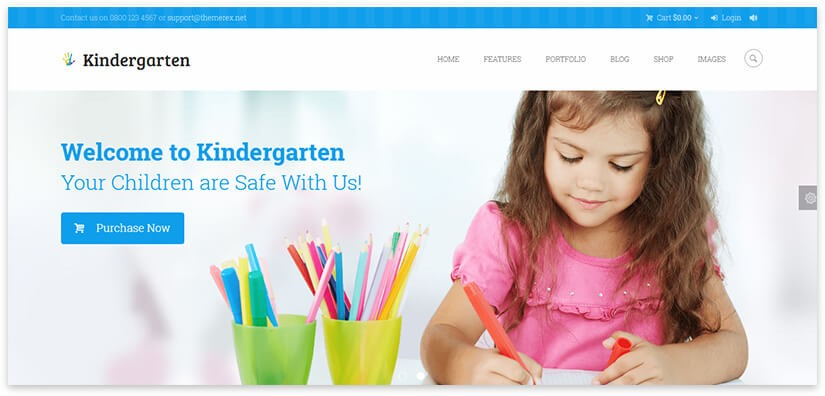 Contact us on 0800 123 4567 or support@themerex.net
Cart $0.00
Login
Kindergarten
HOME
FEATURES
PORTFOLIO
BLOG
SHOP
IMAGES
Welcome to Kindergarten
Your Children are Safe With Us!
Purchase Now